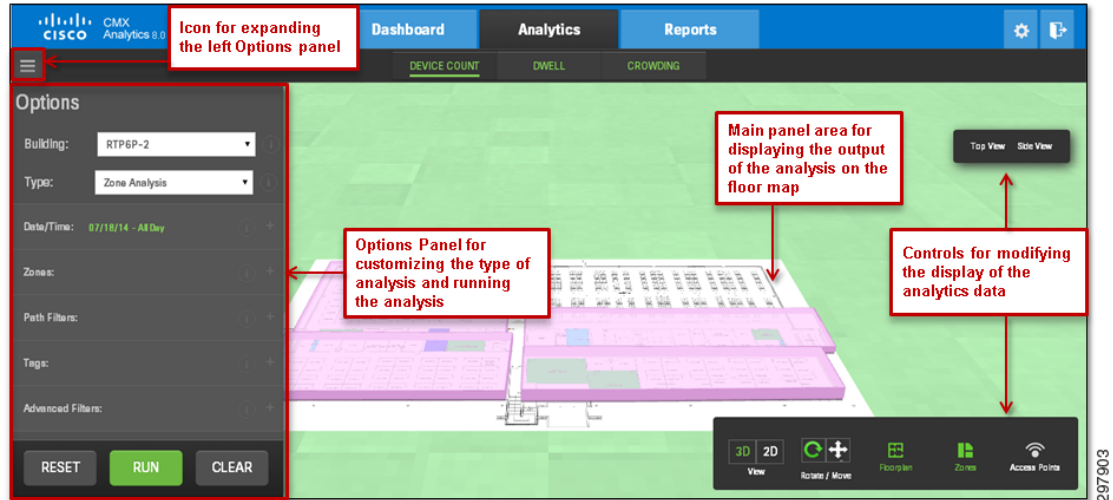 CISCO
CMX
Analytics 8.0
Icon for expanding
the left Options panel
Dashboard
Analytics
Reports
DEVICE COUNT
DWELL
CROWDING
Options
Building:
RTP6P-2
Type:
Zone Analysis
Date/Time:
07/18/14 - All Day
Zones:
Path Filters:
Tags:
Advanced Filters:
RESET
RUN
CLEAR
Options Panel for
customizing the type of
analysis and running
the analysis
Main panel area for
displaying the output
of the analysis on the
floor map
Top View
Side View
Controls for modifying
the display of the
analytics data
3D
2D
View
Rotate / Move
Floorplan
Zones
Access Points
297903